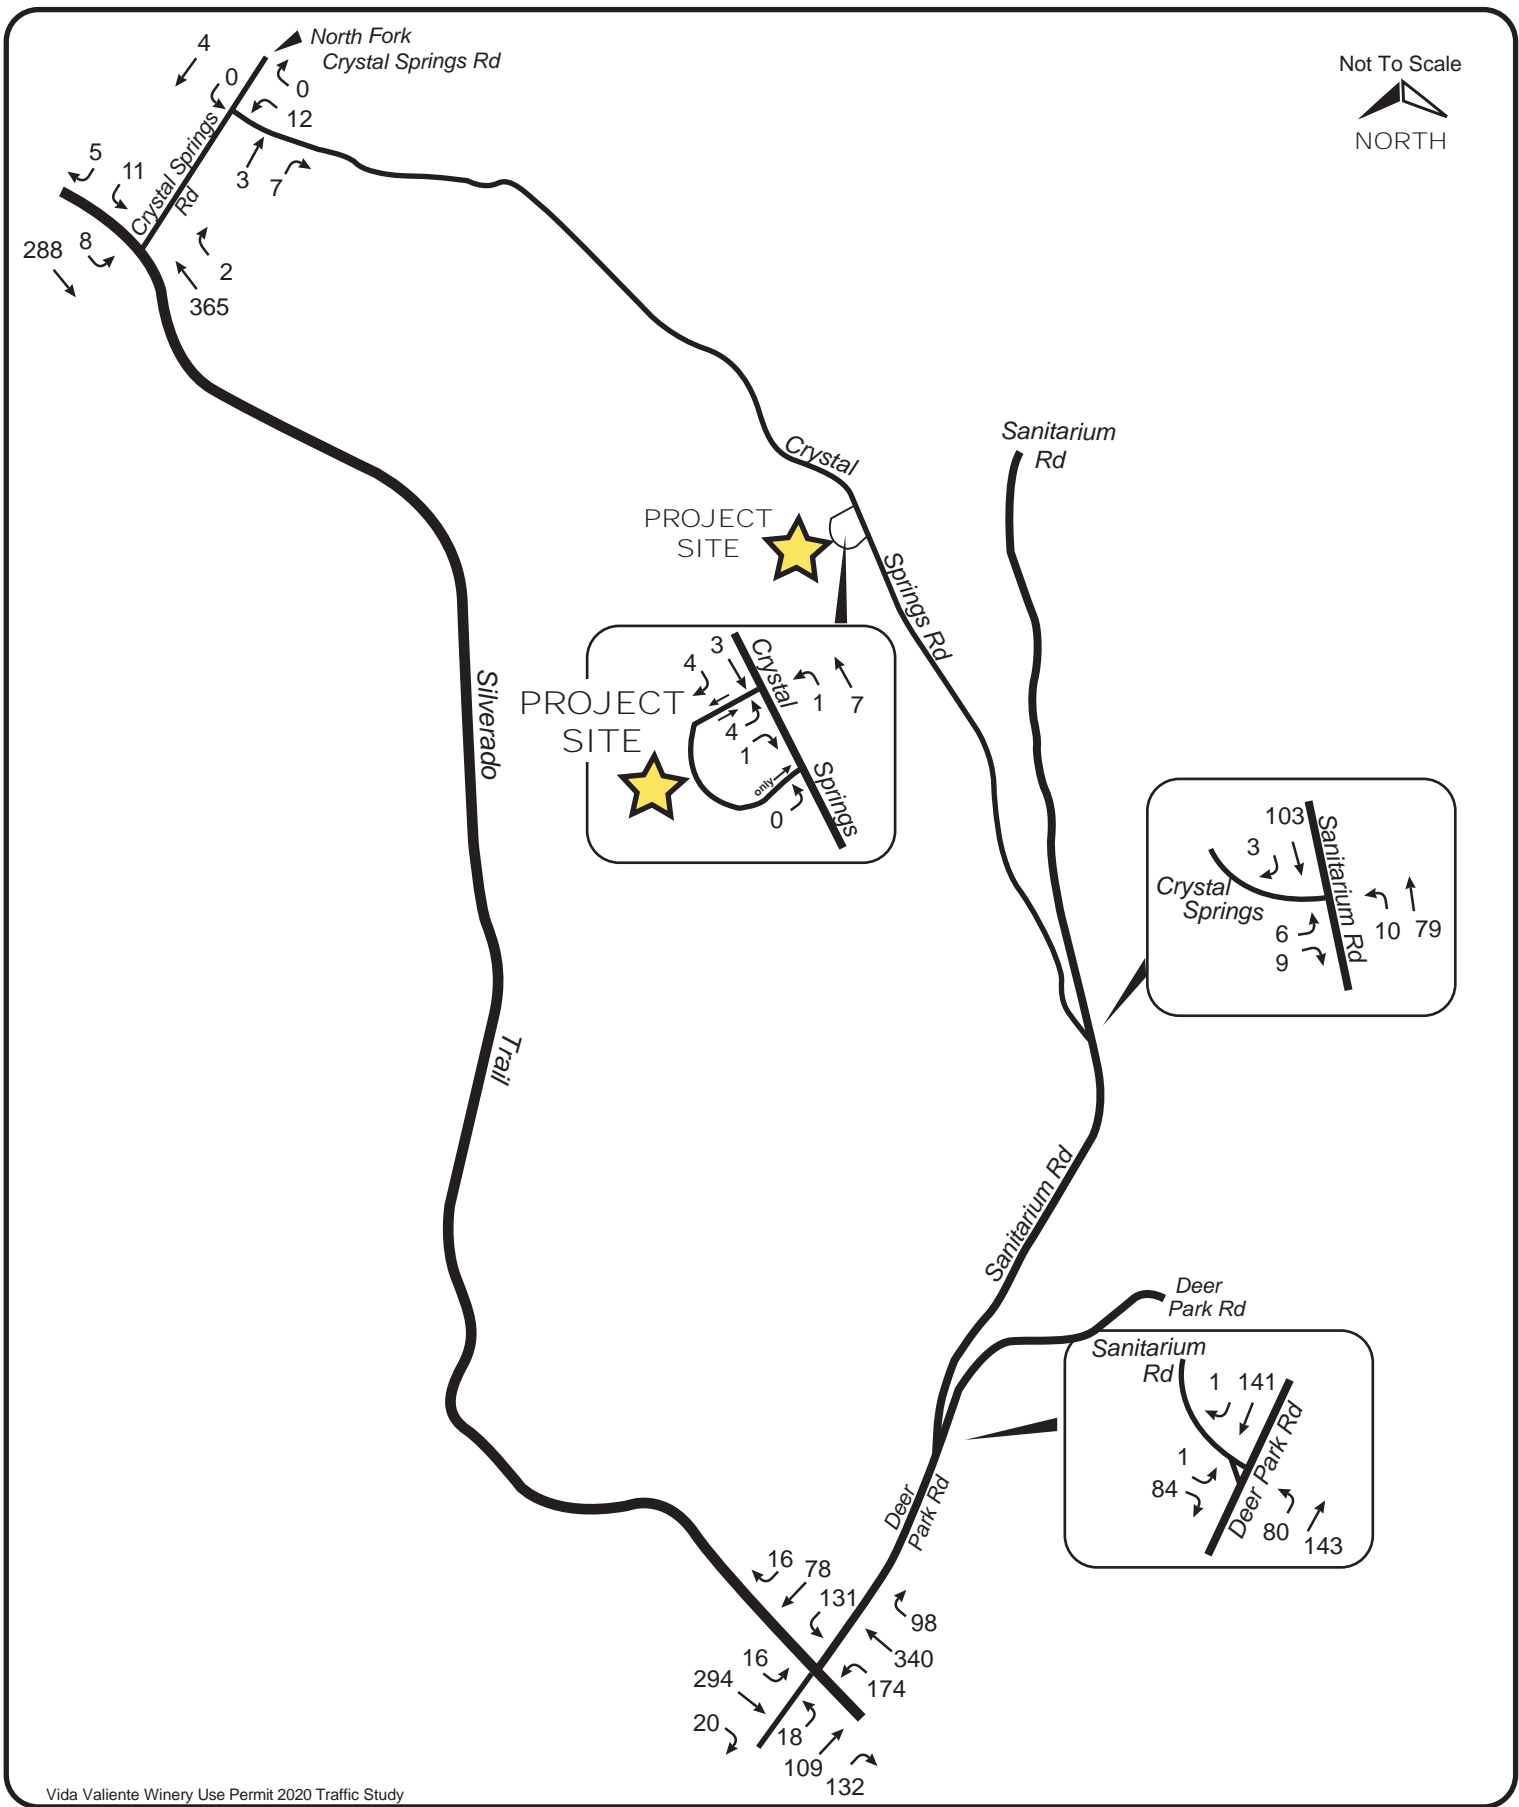 North Fork
Crystal Springs Rd
Not To Scale
NORTH
4
0
0
12
3
7
Crystal Springs
Rd
5
11
288
8
2
365
Crystal
Springs Rd
Sanitarium
Rd
PROJECT
SITE
Silverado
Trail
3
4
Crystal
Springs
1
7
PROJECT
SITE
4
1
only
0
103
3
Sanitarium Rd
Crystal
Springs
6
9
10
79
Sanitarium Rd
Deer
Park Rd
Sanitarium
Rd
1
141
1
84
Deer Park Rd
80
143
Deer
Park Rd
16
78
131
98
340
174
16
294
20
18
109
132
Vida Valiente Winery Use Permit 2020 Traffic Study